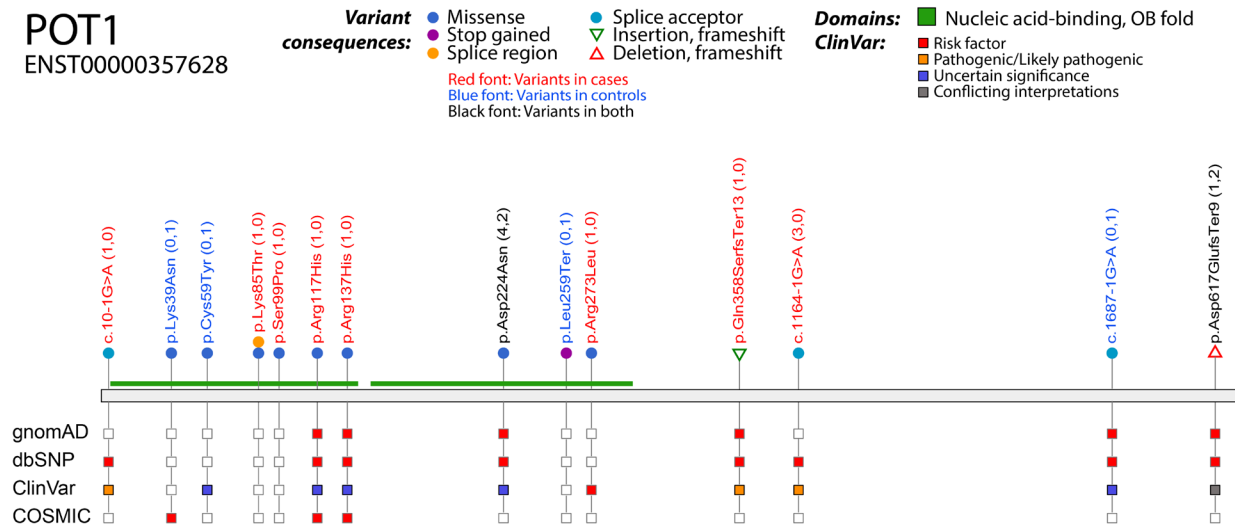 POT1
ENST00000357628
Variant
consequences:
Missense
Stop gained
Splice region
Splice acceptor
Insertion, frameshift
Deletion, frameshift
Red font: Variants in cases
Blue font: Variants in controls
Black font: Variants in both
Domains:
Nucleic acid-binding, OB fold
ClinVar:
Risk factor
Pathogenic/Likely pathogenic
Uncertain significance
Conflicting interpretations
c.10-1G>A (1,0)
p.Lys39Asn (0,1)
p.Cys59Tyr (0,1)
p.Lys85Thr (1,0)
p.Ser99Pro (1,0)
p.Arg117His (1,0)
p.Arg137His (1,0)
p.Asp224Asn (4,2)
p.Leu259Ter (0,1)
p.Arg273Leu (1,0)
p.Gln358SerfsTer13 (1,0)
c.1164-1G>A (3,0)
c.1687-1G>A (0,1)
p.Asp617GlufsTer9 (1,2)
gnomAD
dbSNP
ClinVar
COSMIC